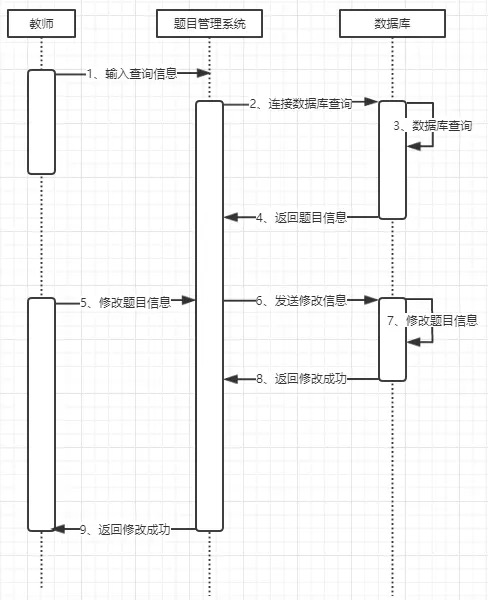 教师
题目管理系统
数据库
1、输入查询信息
2、连接数据库查询
3、数据库查询
4、返回题目信息
5、修改题目信息
6、发送修改信息
7、修改题目信息
8、返回修改成功
9、返回修改成功